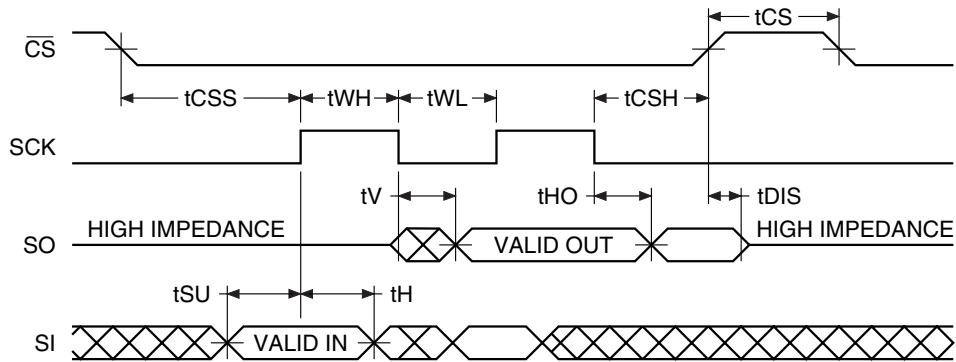 tCS
CS
tCSS tWH tWL tCSH
SCK
tV tHO tDIS
HIGH IMPEDANCE HIGH IMPEDANCE
SO VALID OUT
tSU tH
SI VALID IN